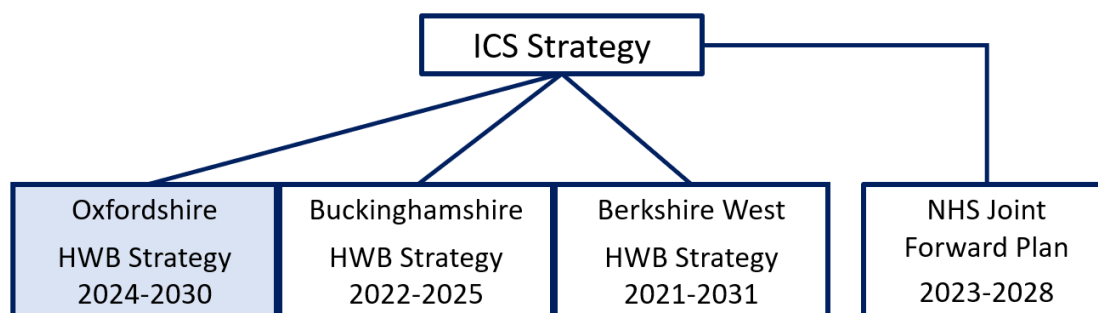 ICS Strategy
Oxfordshire
HWB Strategy
2024-2030
Buckinghamshire
HWB Strategy
2022-2025
Berkshire West
HWB Strategy
2021-2031
NHS Joint
Forward Plan
2023-2028